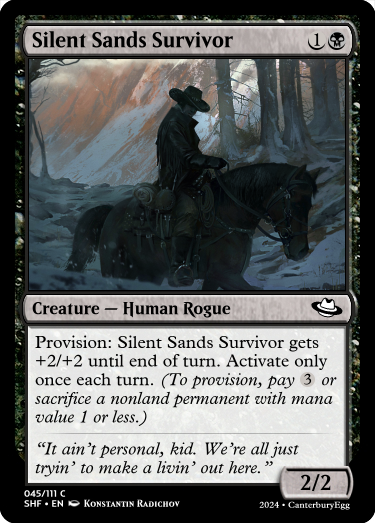 Silent Sands Survivor 1
Creature — Human Rogue
Provision: Silent Sands Survivor gets
+2/+2 until end of turn. Activate only
once each turn. (To provision, pay 3 or
sacrifice a nonland permanent with mana
value 1 or less.)
“It ain't personal, kid. We're all just
tryin' to make a livin' out here.”
2/2
045/111 C
SHF • EN Konstantin Radichov
2024 • CanterburyEgg